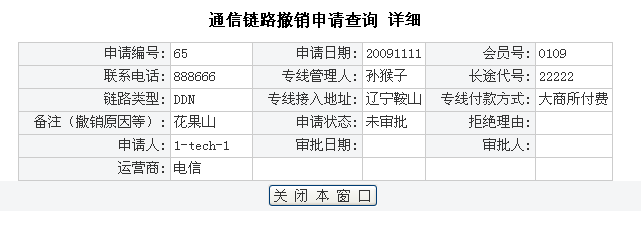 通信链路撤销申请查询 详细
申请编号: 65 申请日期: 20091111 会员号: 0109
联系电话: 888666 专线管理人: 孙猴子 长途代号: 22222
链路类型: DDN 专线接入地址: 辽宁鞍山 专线付款方式: 大商所付费
备注（撤销原因等）: 花果山 申请状态: 未审批 拒绝理由:
申请人: 1-tech-1 审批日期: 审批人:
运营商: 电信
关闭本窗口